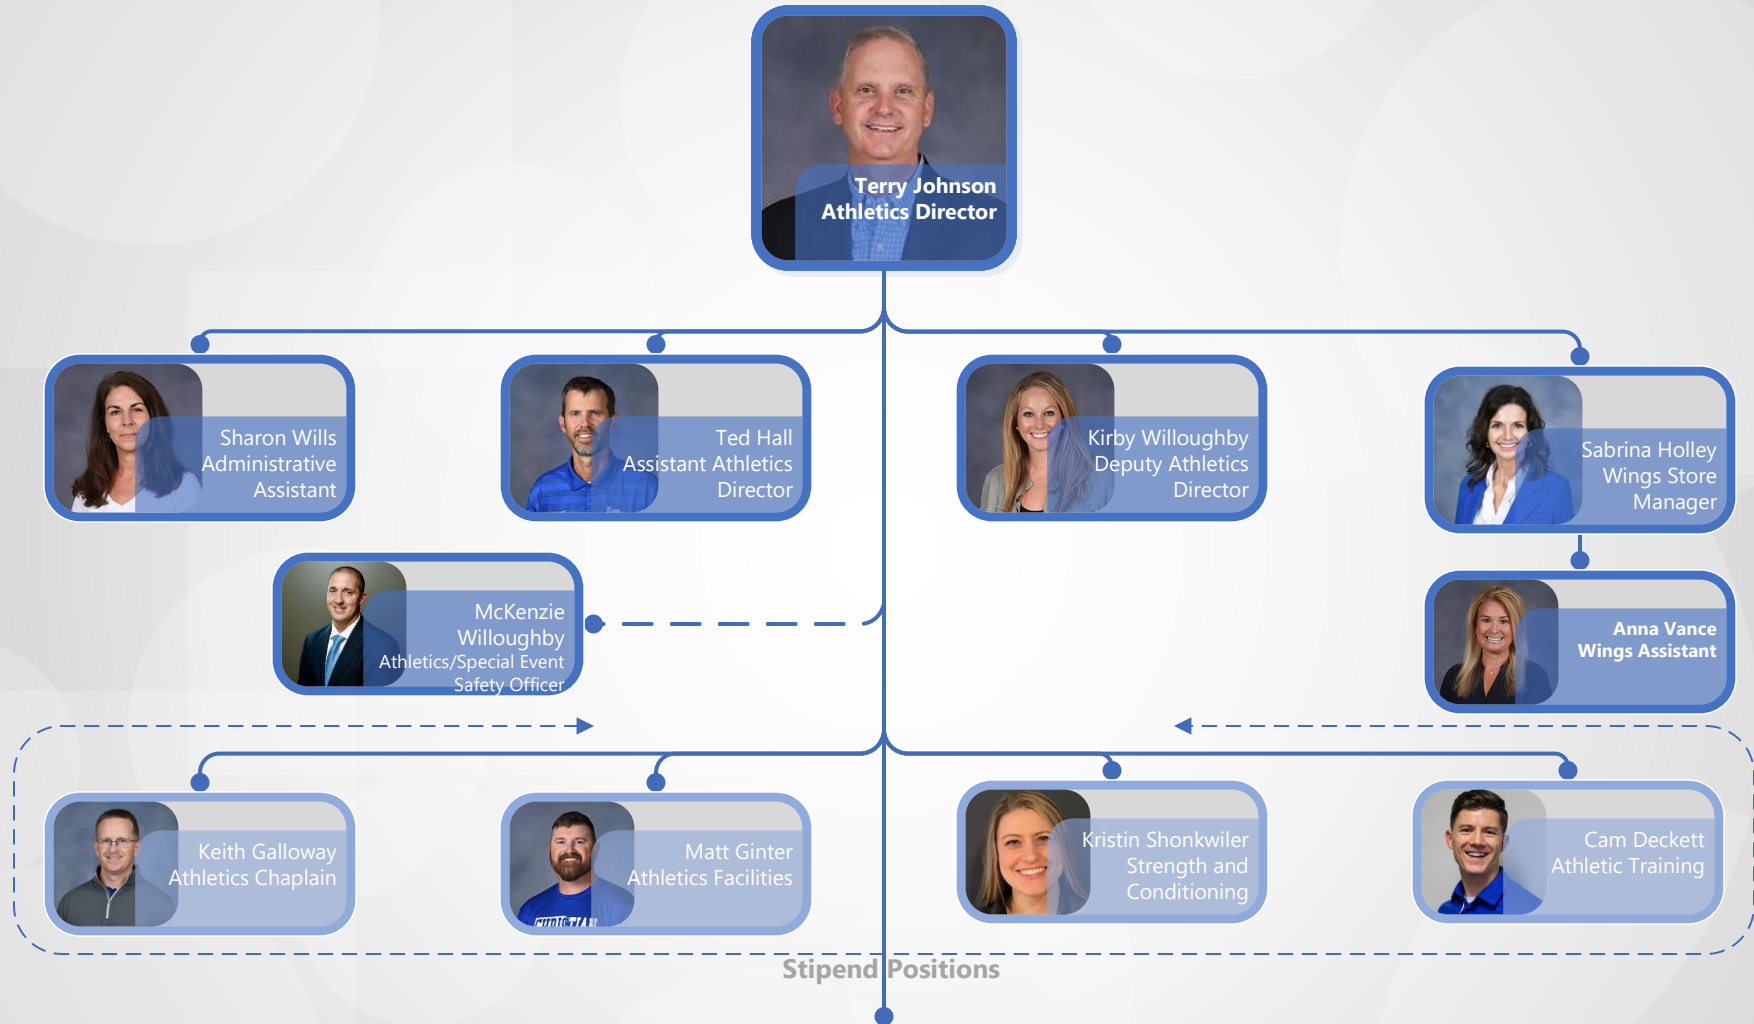 Terry Johnson
Athletics Director
Sharon Wills
Administrative
Assistant
Ted Hall
Assistant Athletics
Director
Kirby Willoughby
Deputy Athletics
Director
Sabrina Holley
Wings Store
Manager
McKenzie
Willoughby
Athletics/Special Event
Safety Officer
Anna Vance
Wings Assistant
Keith Galloway
Athletics Chaplain
Matt Ginter
Athletics Facilities
CHRISTIAN
Kristin Shonkwiler
Strength and
Conditioning
Cam Deckett
Athletic Training
Stipend Positions